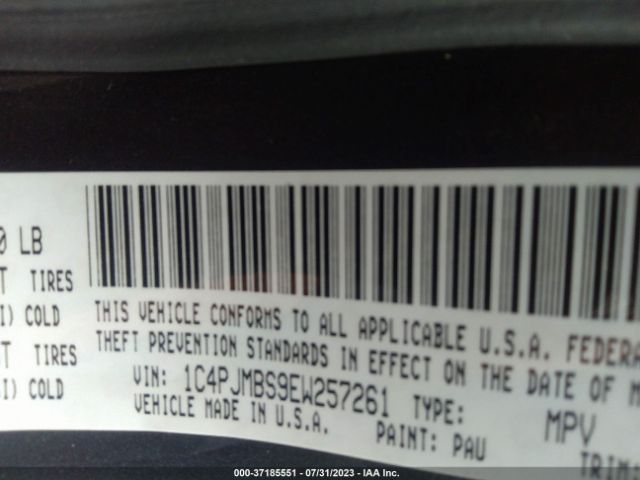 0 LB
T TIRES
I) COLD
T TIRES
I) COLD
THIS VEHICLE CONFORMS TO ALL APPLICABLE U.S.A. FEDERA
THEFT PREVENTION STANDARDS IN EFFECT ON THE DATE OF M
VIN: 1C4PJMBS9EW257261 TYPE: MPV
VEHICLE MADE IN U.S.A. PAINT: PAU TRIM:
000-37185551 - 07/31/2023 - IAA Inc.